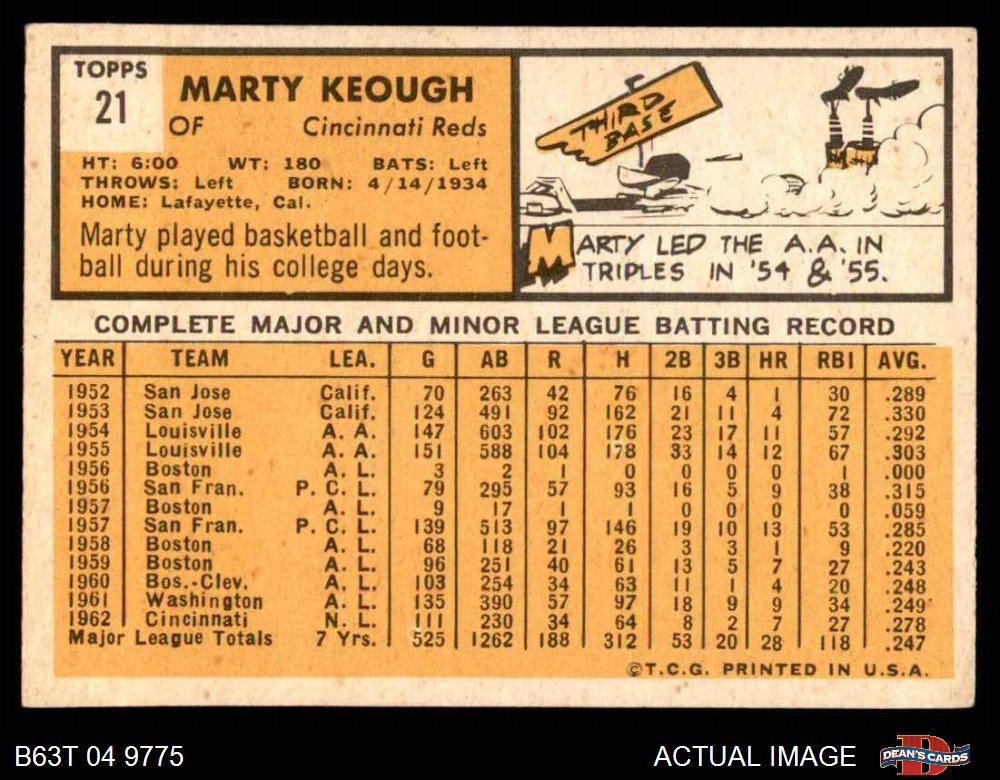 TOPPS
21
MARTY KEOUGH
OF Cincinnati Reds
HT: 6:00 WT: 180 BATS: Left
THROWS: Left BORN: 4/14/1934
HOME: Lafayette, Cal.
Marty played basketball and foot-
ball during his college days.
THIRD
BASE
MARTY LED THE A.A. IN
TRIPLES IN '54 & '55.
COMPLETE MAJOR AND MINOR LEAGUE BATTING RECORD
YEAR TEAM LEA. G AB R H 2B 3B HR RBI AVG.
1952 San Jose Calif. 70 263 42 76 16 4 1 30 .289
1953 San Jose Calif. 124 491 92 162 21 11 4 72 .330
1954 Louisville A. A. 147 603 102 176 23 17 11 57 .292
1955 Louisville A. A. 151 588 104 178 33 14 12 67 .303
1956 Boston A. L. 3 2 1 0 0 0 0 1 .000
1956 San Fran. P. C. L. 79 295 57 93 16 5 9 38 .315
1957 Boston A. L. 9 17 1 1 0 0 0 0 .059
1957 San Fran. P. C. L. 139 513 97 146 19 10 13 53 .285
1958 Boston A. L. 68 118 21 26 3 3 1 9 .220
1959 Boston A. L. 96 251 40 61 13 5 7 27 .243
1960 Bos.-Clev. A. L. 103 254 34 63 11 1 4 20 .248
1961 Washington A. L. 135 390 57 97 18 9 9 34 .249
1962 Cincinnati N. L. 111 230 34 64 8 2 7 27 .278
Major League Totals 7 Yrs. 525 1262 188 312 53 20 28 118 .247
©T.C.G. PRINTED IN U.S.A.
B63T 04 9775 ACTUAL IMAGE DEAN'S CARDS